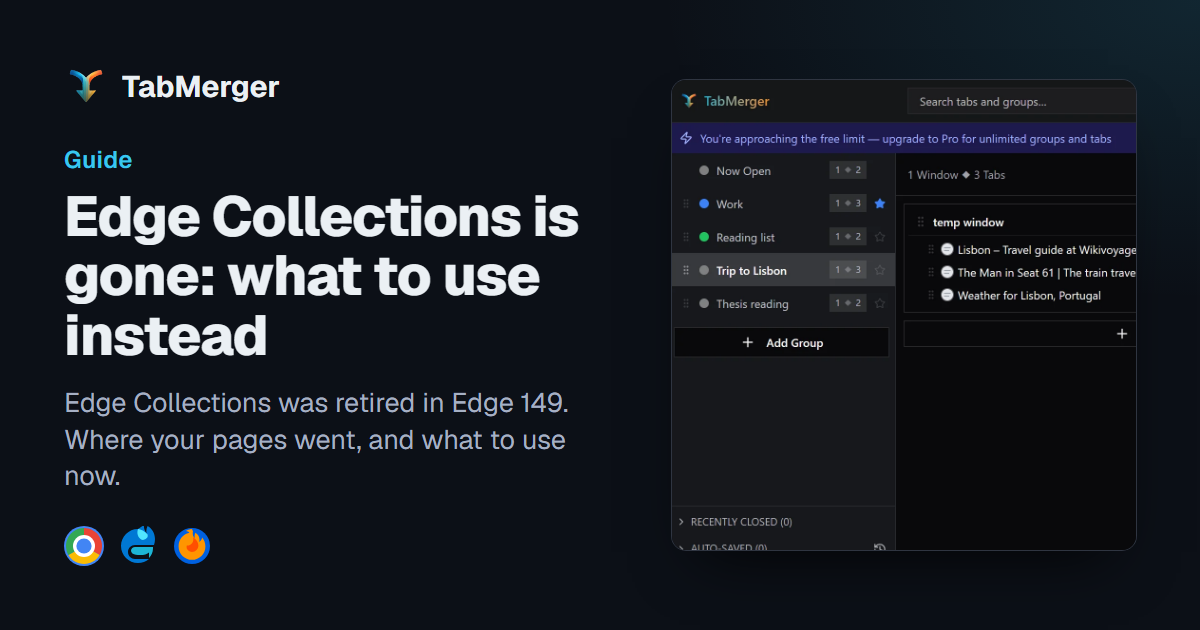 TabMerger
Guide
Edge Collections is
gone: what to use
instead
Edge Collections was retired in Edge 149.
Where your pages went, and what to use
now.
TabMerger
Search tabs and groups...
You're approaching the free limit — upgrade to Pro for unlimited groups and tabs
Now Open 1 ◆ 2
Work 1 ◆ 3
Reading list 1 ◆ 2
Trip to Lisbon 1 ◆ 3
Thesis reading 1 ◆ 2
+ Add Group
RECENTLY CLOSED (0)
AUTO-SAVED (0)
1 Window ◆ 3 Tabs
temp window
Lisbon – Travel guide at Wikivoyage
The Man in Seat 61 | The train trave
Weather for Lisbon, Portugal
+